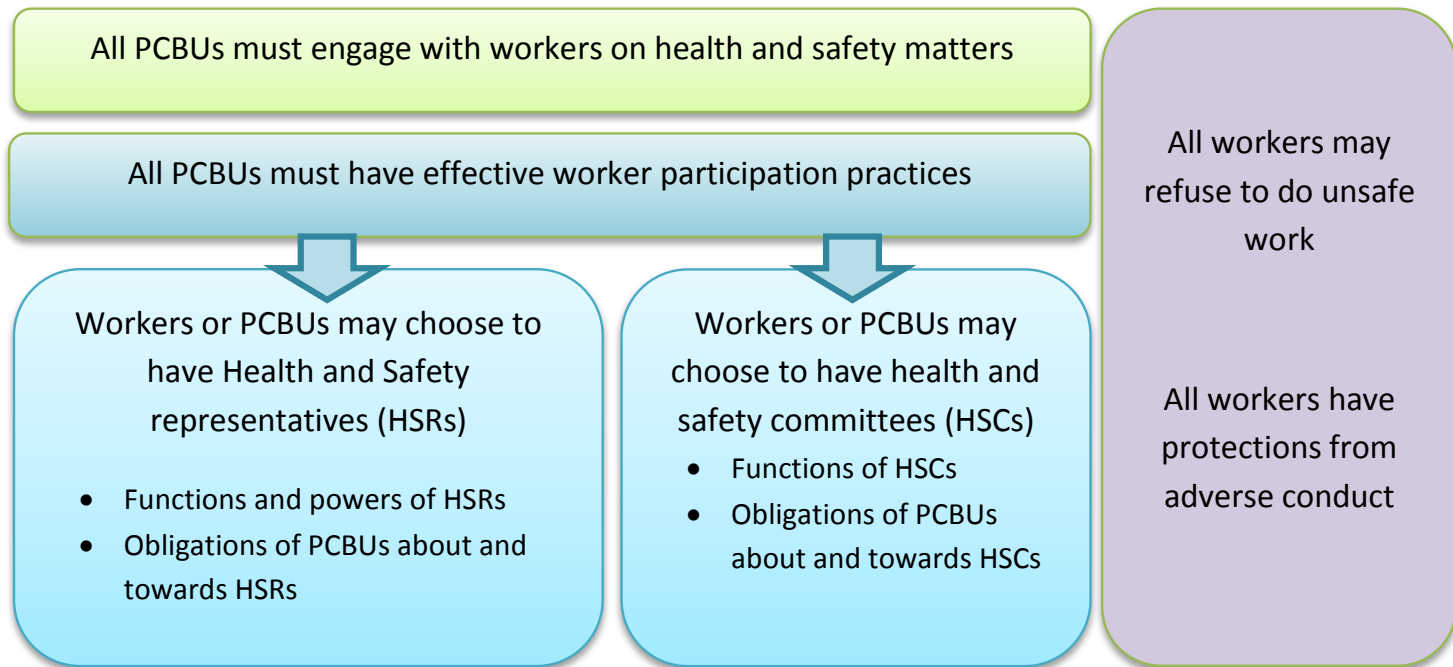 All PCBUs must engage with workers on health and safety matters
All PCBUs must have effective worker participation practices
Workers or PCBUs may choose to
have Health and Safety
representatives (HSRs)
• Functions and powers of HSRs
• Obligations of PCBUs about and
towards HSRs
Workers or PCBUs may
choose to have health and
safety committees (HSCs)
• Functions of HSCs
• Obligations of PCBUs
about and towards HSCs
All workers may
refuse to do unsafe
work
All workers have
protections from
adverse conduct